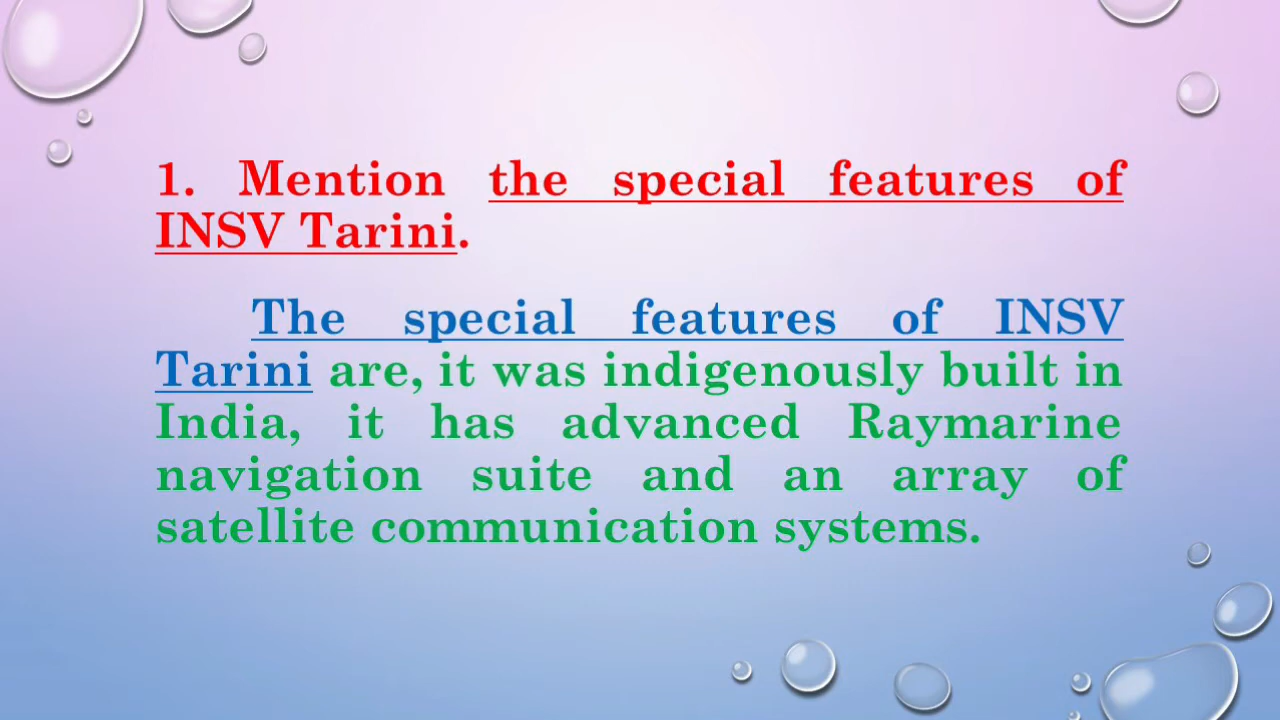 1. Mention the special features of
INSV Tarini.
The special features of INSV
Tarini are, it was indigenously built in
India, it has advanced Raymarine
navigation suite and an array of
satellite communication systems.